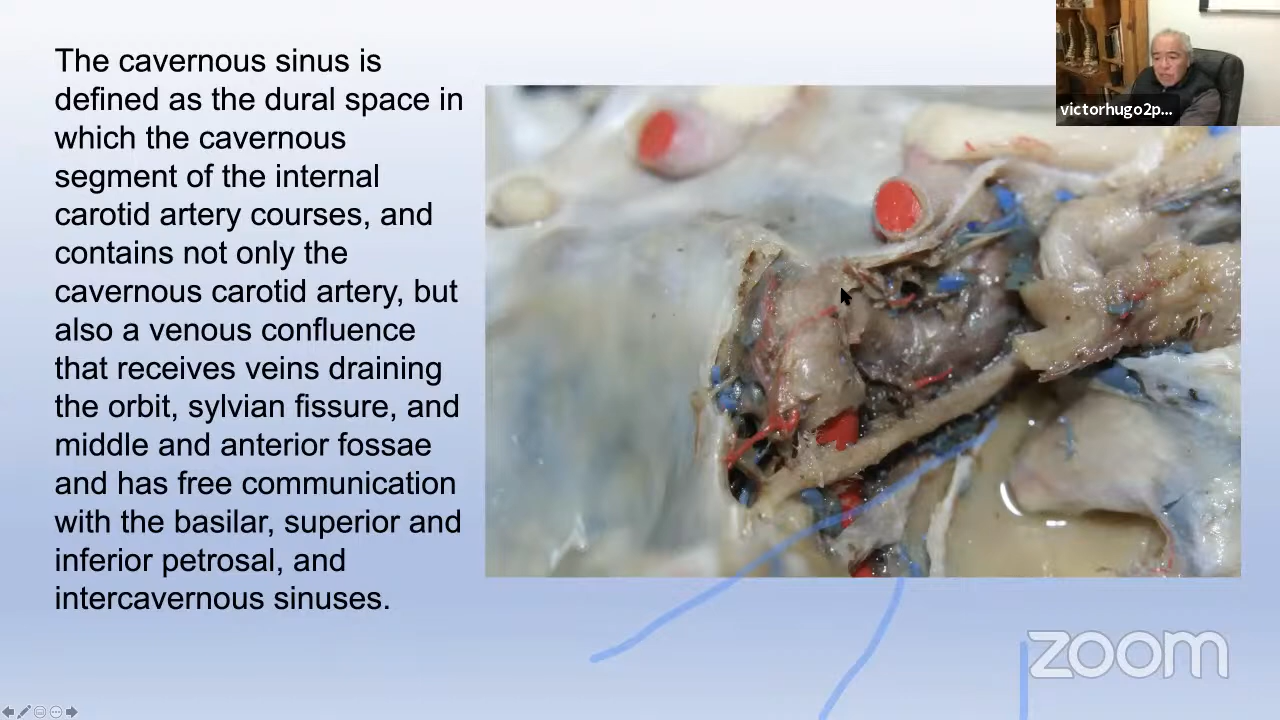 The cavernous sinus is
defined as the dural space in
which the cavernous
segment of the internal
carotid artery courses, and
contains not only the
cavernous carotid artery, but
also a venous confluence
that receives veins draining
the orbit, sylvian fissure, and
middle and anterior fossae
and has free communication
with the basilar, superior and
inferior petrosal, and
intercavernous sinuses.
victorhugo2p...
zoom